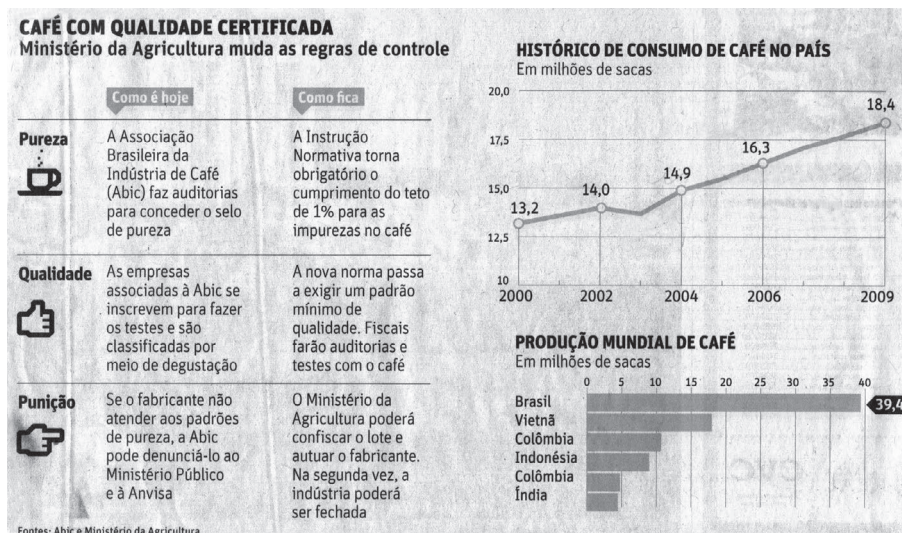 CAFÉ COM QUALIDADE CERTIFICADA
Ministério da Agricultura muda as regras de controle
Como é hoje
Como fica
Pureza
A Associação
Brasileira da
Indústria de Café
(Abic) faz auditorias
para conceder o selo
de pureza
A Instrução
Normativa torna
obrigatório o
cumprimento do teto
de 1% para as
impurezas no café
Qualidade
As empresas
associadas à Abic se
inscrevem para fazer
os testes e são
classificadas por
meio de degustação
A nova norma passa
a exigir um padrão
mínimo de
qualidade. Fiscais
farão auditorias e
testes com o café
Punição
Se o fabricante não
atender aos padrões
de pureza, a Abic
pode denunciá-lo ao
Ministério Público
e à Anvisa
O Ministério da
Agricultura poderá
confiscar o lote e
autuar o fabricante.
Na segunda vez, a
indústria poderá
ser fechada
Fontes: Abic e Ministério da Agricultura
HISTÓRICO DE CONSUMO DE CAFÉ NO PAÍS
Em milhões de sacas
20,0
17,5
15,0
12,5
10
13,2
14,0
14,9
16,3
18,4
2000 2002 2004 2006 2009
PRODUÇÃO MUNDIAL DE CAFÉ
Em milhões de sacas
0 5 10 15 20 25 30 35 40
Brasil
39,4
Vietnã
Colômbia
Indonésia
Colômbia
Índia